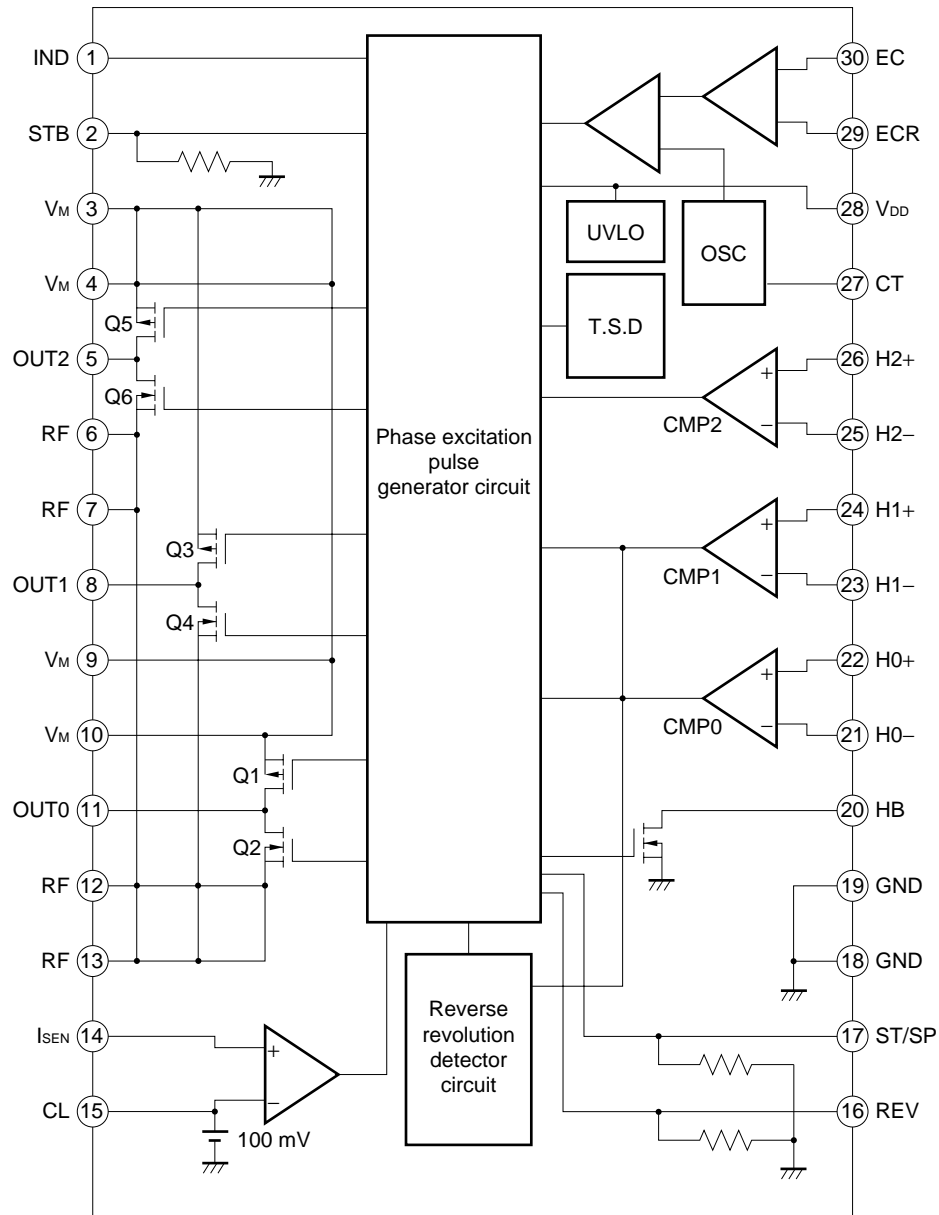 IND 1
STB 2
VM 3
VM 4
Q5
OUT2 5
Q6
RF 6
RF 7
Q3
OUT1 8
Q4
VM 9
VM 10
Q1
OUT0 11
Q2
RF 12
RF 13
ISEN 14
+
−
CL 15
100 mV
Phase excitation
pulse
generator circuit
Reverse
revolution
detector
circuit
30 EC
29 ECR
28 VDD
UVLO
OSC
27 CT
T.S.D
26 H2+
+
−
CMP2
25 H2−
24 H1+
+
−
CMP1
23 H1−
22 H0+
+
−
CMP0
21 H0−
20 HB
19 GND
18 GND
17 ST/SP
16 REV